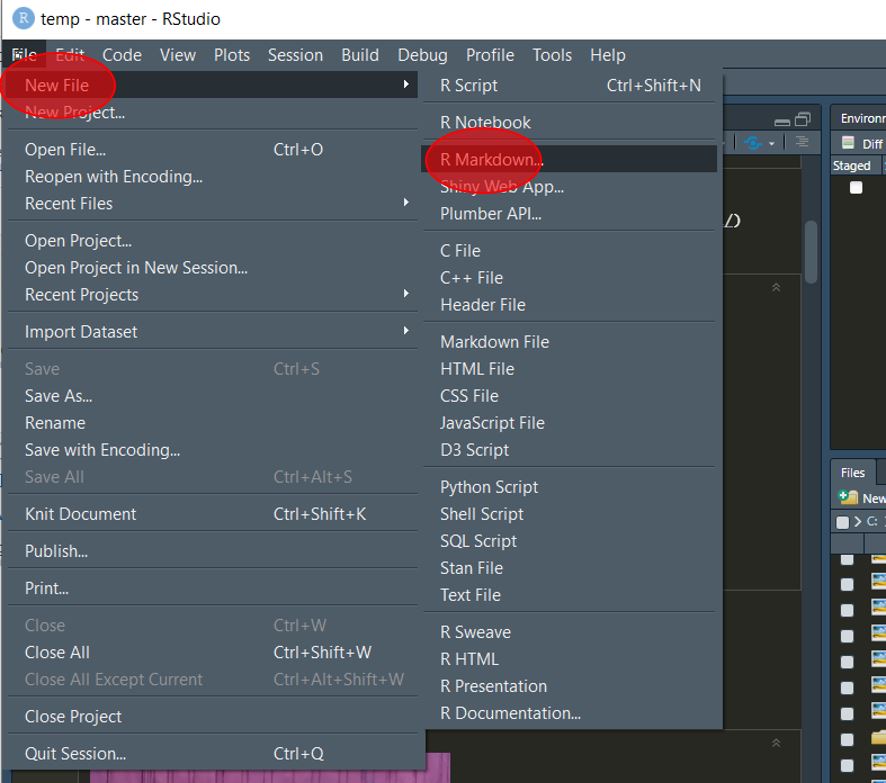 R temp - master - RStudio
File Edit Code View Plots Session Build Debug Profile Tools Help
New File
New Project...
Open File... Ctrl+O
Reopen with Encoding...
Recent Files
Open Project...
Open Project in New Session...
Recent Projects
Import Dataset
Save Ctrl+S
Save As...
Rename
Save with Encoding...
Save All Ctrl+Alt+S
Knit Document Ctrl+Shift+K
Publish...
Print...
Close Ctrl+W
Close All Ctrl+Shift+W
Close All Except Current Ctrl+Alt+Shift+W
Close Project
Quit Session... Ctrl+Q
R Script Ctrl+Shift+N
R Notebook
R Markdown...
Shiny Web App...
Plumber API...
C File
C++ File
Header File
Markdown File
HTML File
CSS File
JavaScript File
D3 Script
Python Script
Shell Script
SQL Script
Stan File
Text File
R Sweave
R HTML
R Presentation
R Documentation...
Environ
Diff
Staged
Files
New
C: